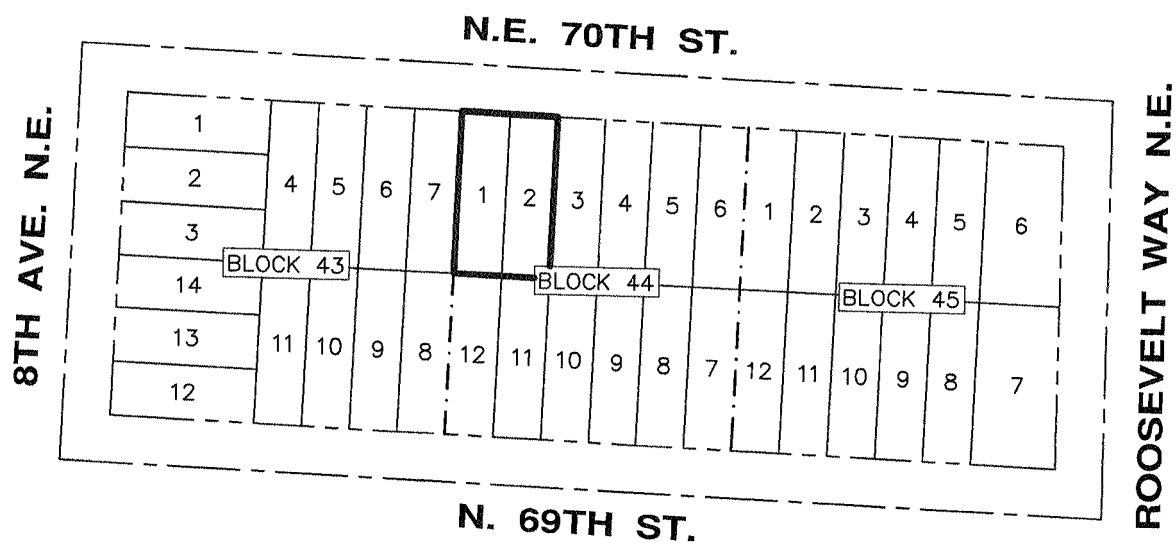 N.E. 70TH ST.
8TH AVE. N.E.
ROOSEVELT WAY N.E.
1
2
3
4 5 6 7 1 2 3 4 5 6 1 2 3 4 5 6
BLOCK 43
BLOCK 44
BLOCK 45
14
13
12
11 10 9 8 12 11 10 9 8 7 12 11 10 9 8 7
N. 69TH ST.